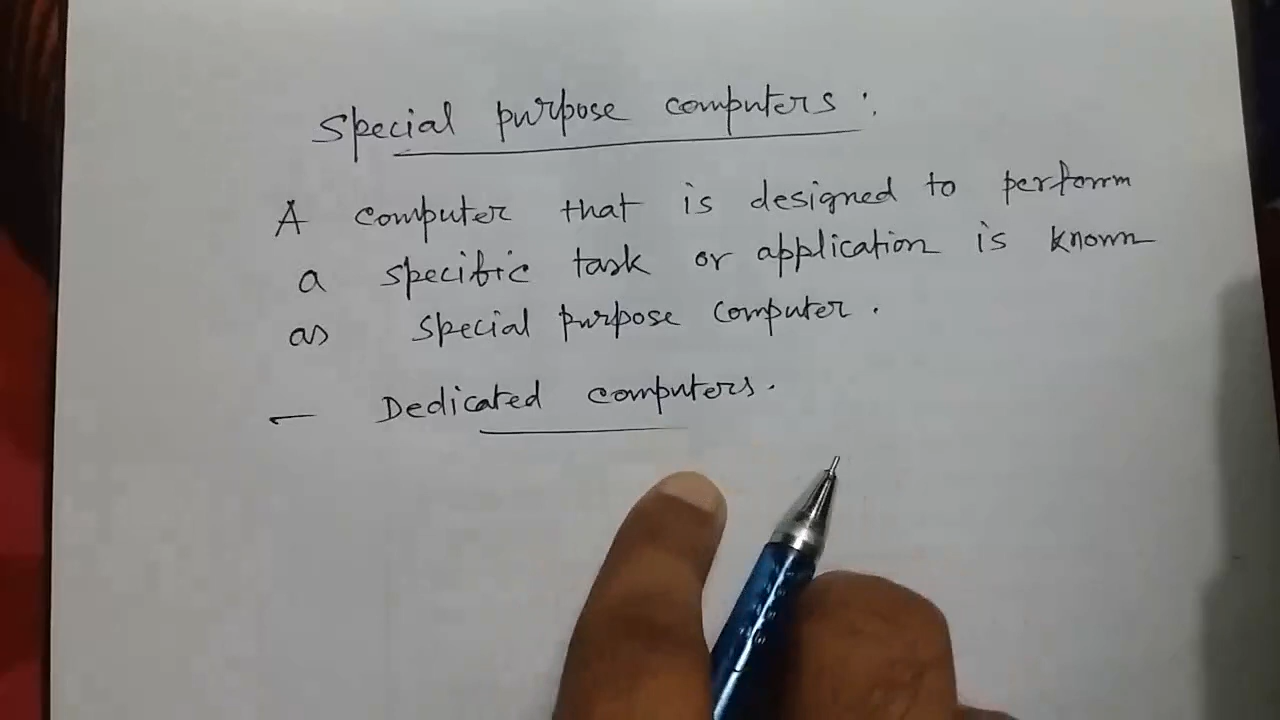 Special purpose computers :
A computer that is designed to perform
a specific task or application is known
as special purpose computer.
- Dedicated computers.